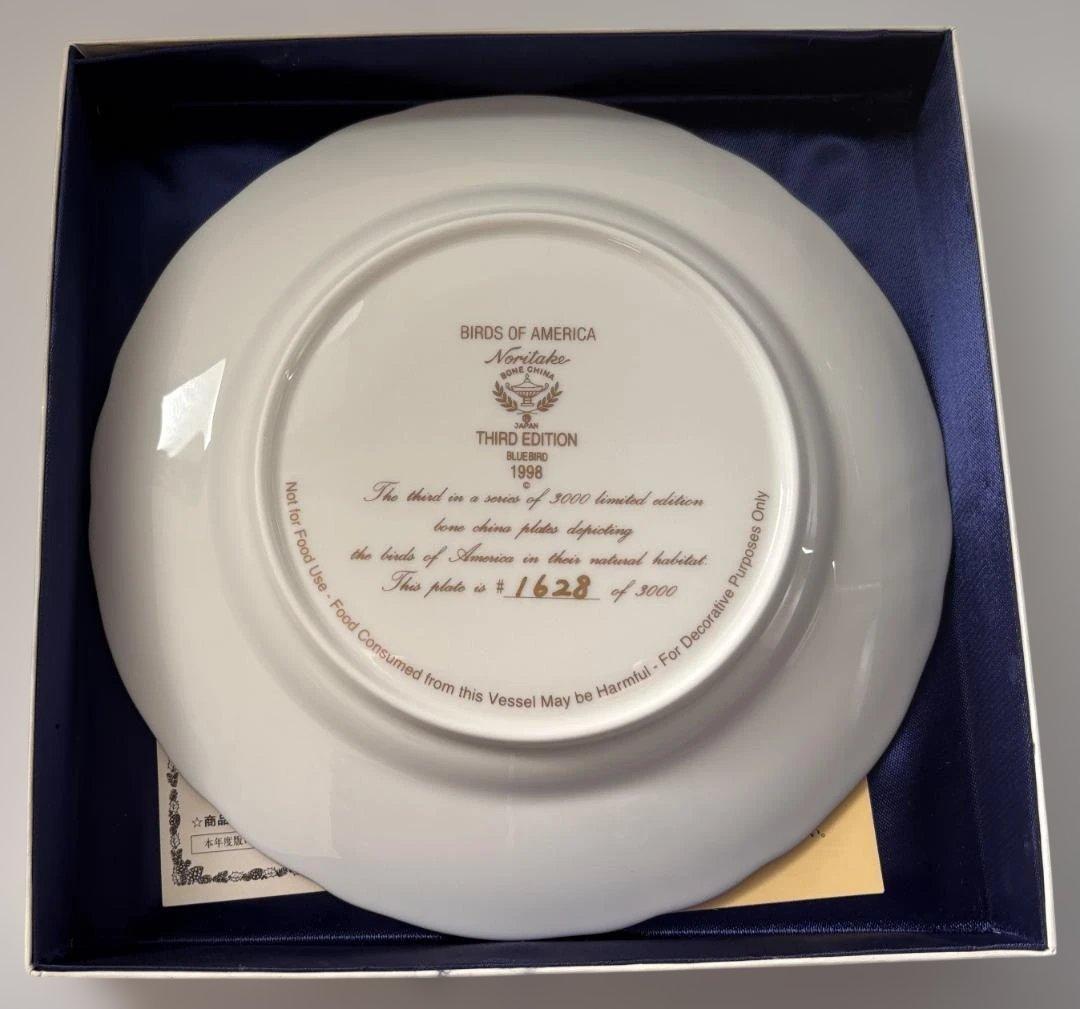 BIRDS OF AMERICA
Noritake
BONE CHINA
JAPAN
THIRD EDITION
BLUEBIRD
1998
©
The third in a series of 3000 limited edition
bone china plates depicting
the birds of America in their natural habitat.
This plate is # 1628 of 3000
Not for Food Use - Food Consumed from this Vessel May be Harmful - For Decorative Purposes Only
☆商品
本年度版